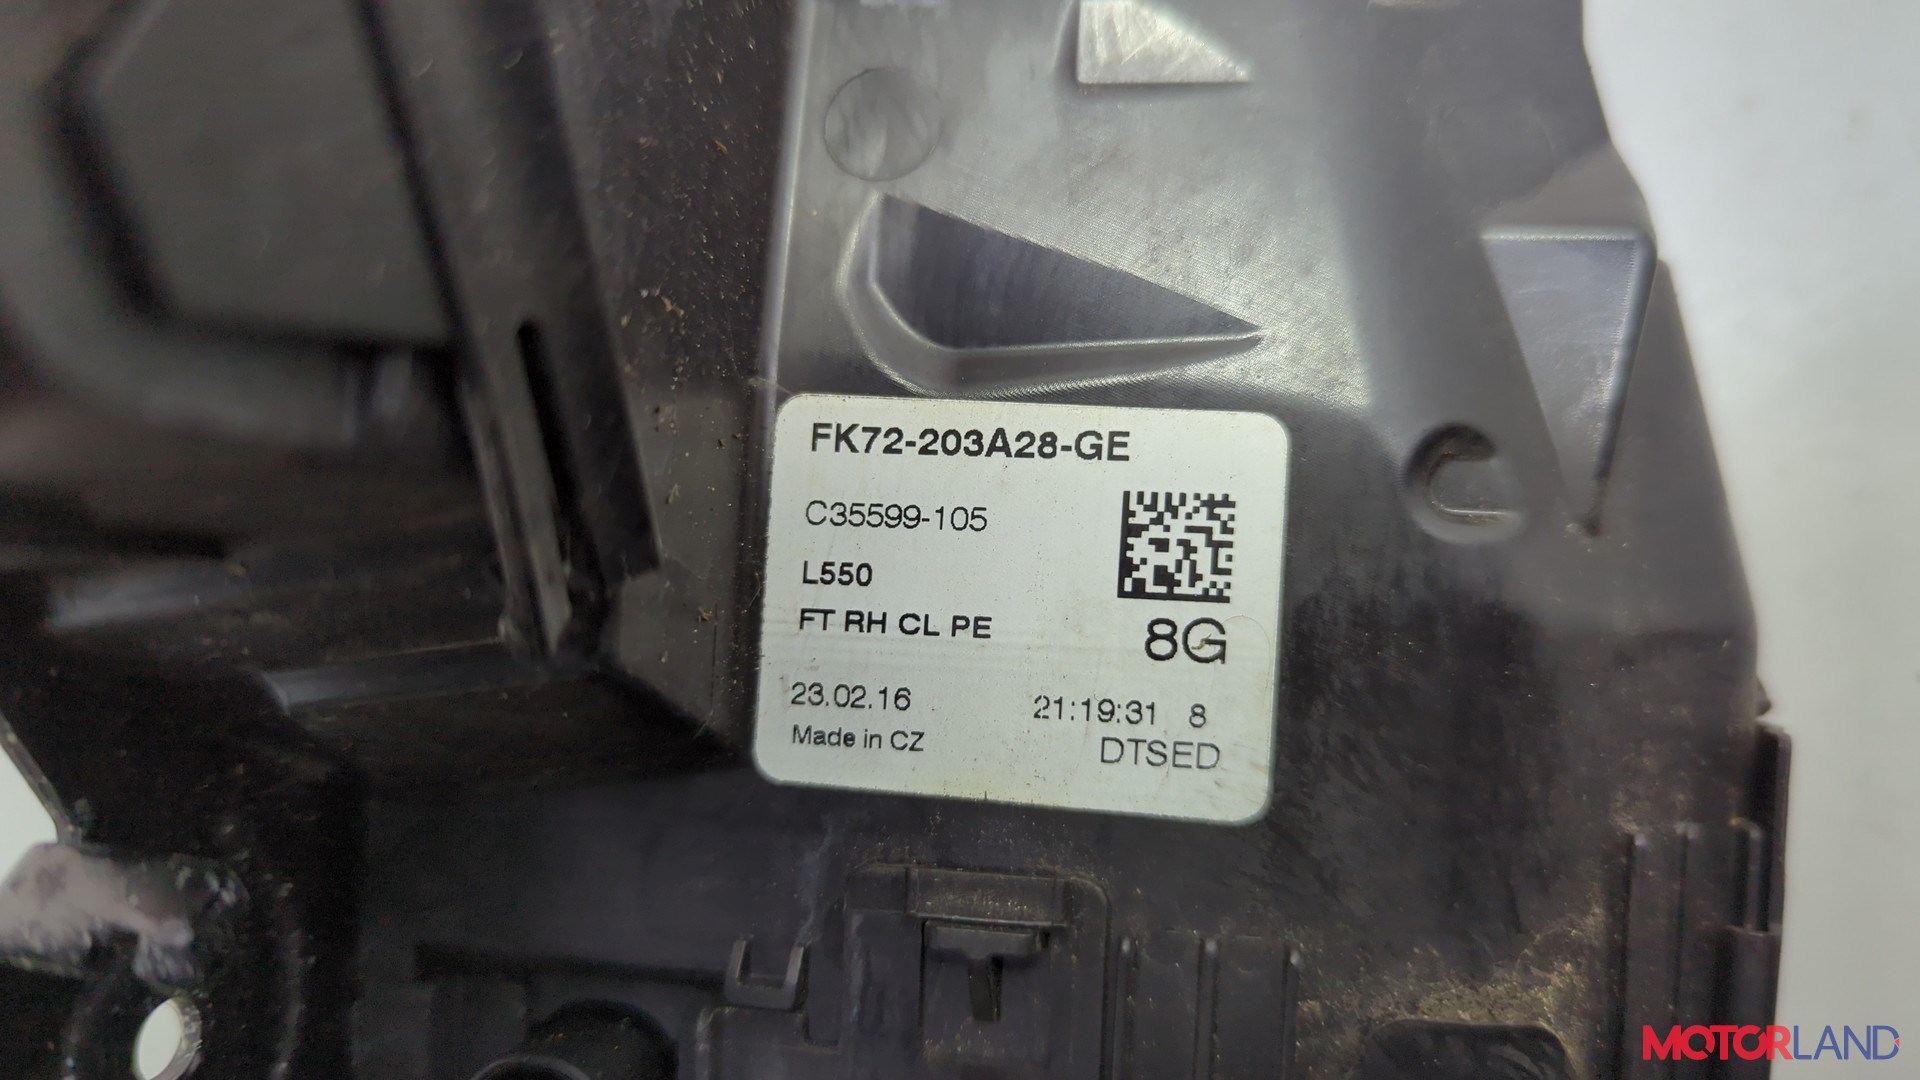 FK72-203A28-GE
C35599-105
L550
FT RH CL PE
8G
23.02.16
21:19:31 8
Made in CZ
DTSED
MOTORLAND